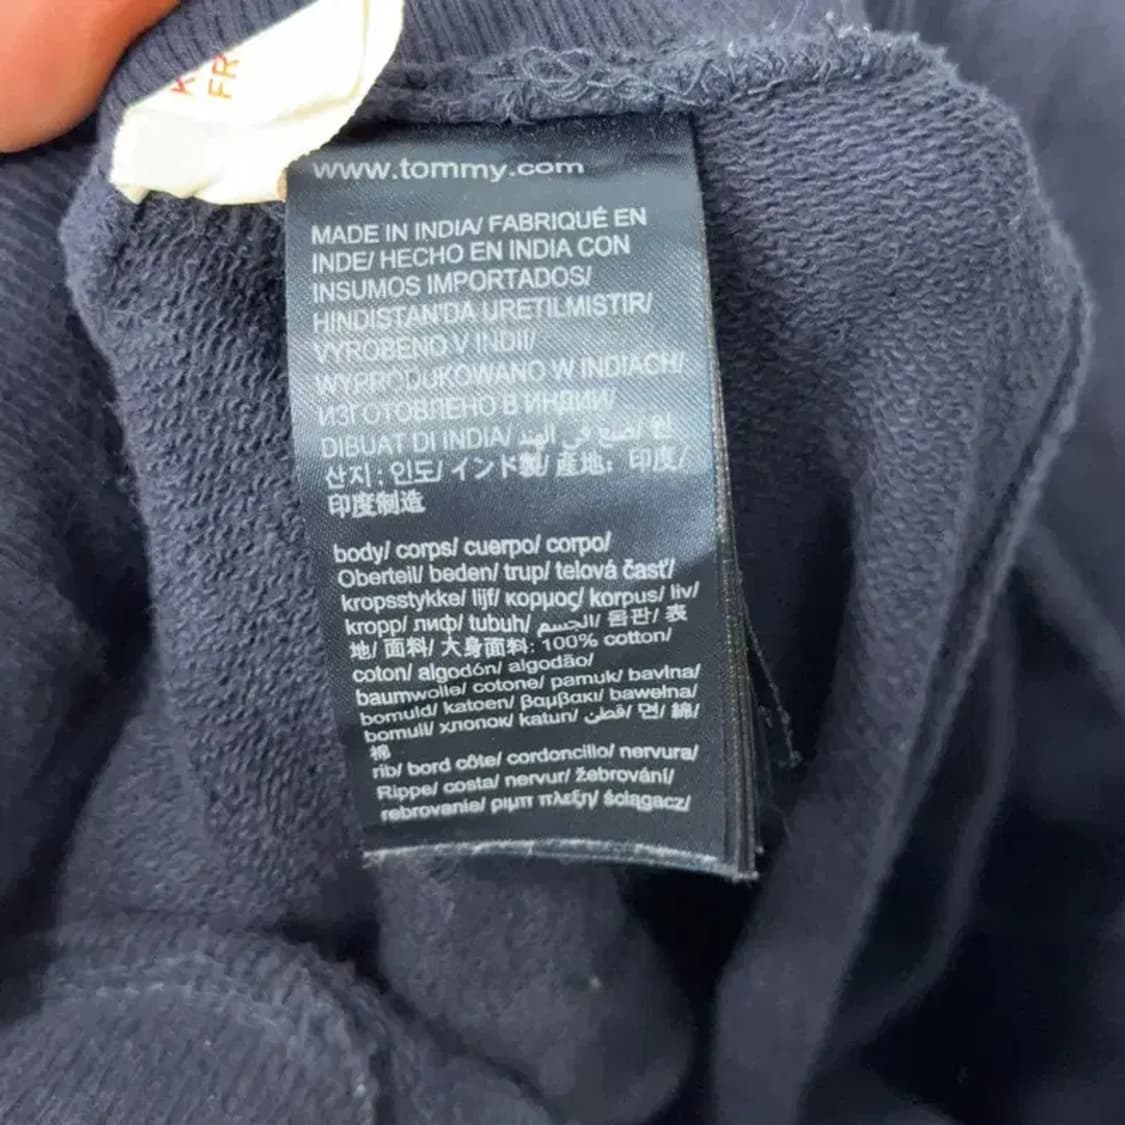 FR
www.tommy.com
MADE IN INDIA/ FABRIQUÉ EN
INDE/ HECHO EN INDIA CON
INSUMOS IMPORTADOS/
HINDISTAN'DA URETILMISTIR/
VYROBENO V INDII/
WYPRODUKOWANO W INDIACH/
ИЗГОТОВЛЕНО В ИНДИИ/
DIBUAT DI INDIA/ صنع في الهند/ 원
산지: 인도/ インド製/ 産地: 印度/
印度制造
body/ corps/ cuerpo/ corpo/
Oberteil/ beden/ trup/ telová časť/
kropsstykke/ lijf/ κορμος/ korpus/ liv/
kropp/ лиф/ tubuh/ الجسم/ 몸판/ 表
地/ 面料/ 大身面料: 100% cotton/
coton/ algodón/ algodão/
baumwolle/ cotone/ pamuk/ bavlna/
bomuld/ katoen/ βαμβακι/ bawełna/
bomull/ хлопок/ katun/ قطن/ 면/ 綿/
棉
rib/ bord côte/ cordoncillo/ nervura/
Rippe/ costa/ nervur/ žebrování/
rebrovanie/ ριμπ πλεξη/ ściągacz/